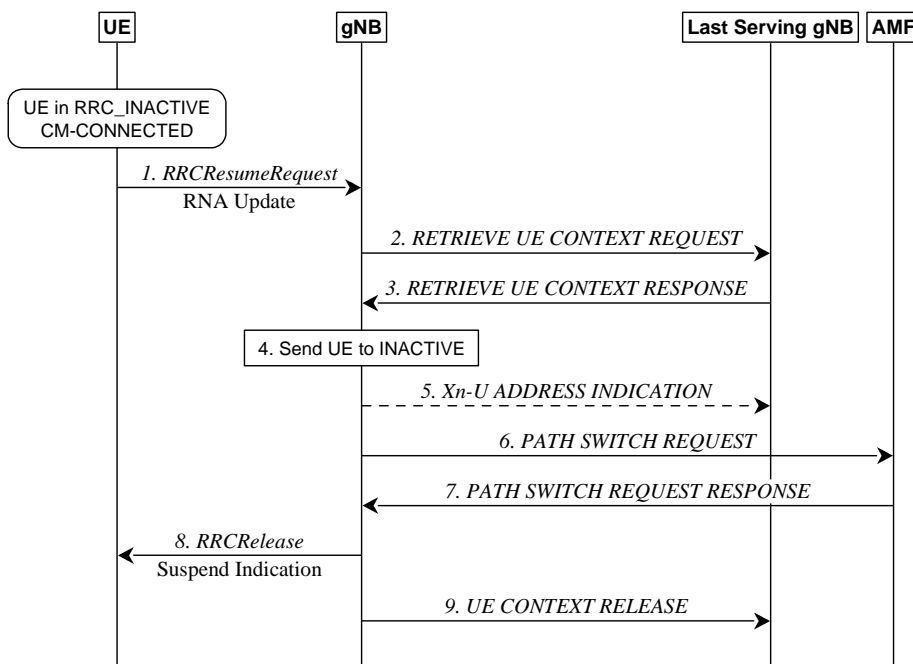 UE
gNB
Last Serving gNB
AMF
UE in RRC_INACTIVE
CM-CONNECTED
1. RRCResumeRequest
RNA Update
2. RETRIEVE UE CONTEXT REQUEST
3. RETRIEVE UE CONTEXT RESPONSE
4. Send UE to INACTIVE
5. Xn-U ADDRESS INDICATION
6. PATH SWITCH REQUEST
7. PATH SWITCH REQUEST RESPONSE
8. RRCRelease
Suspend Indication
9. UE CONTEXT RELEASE